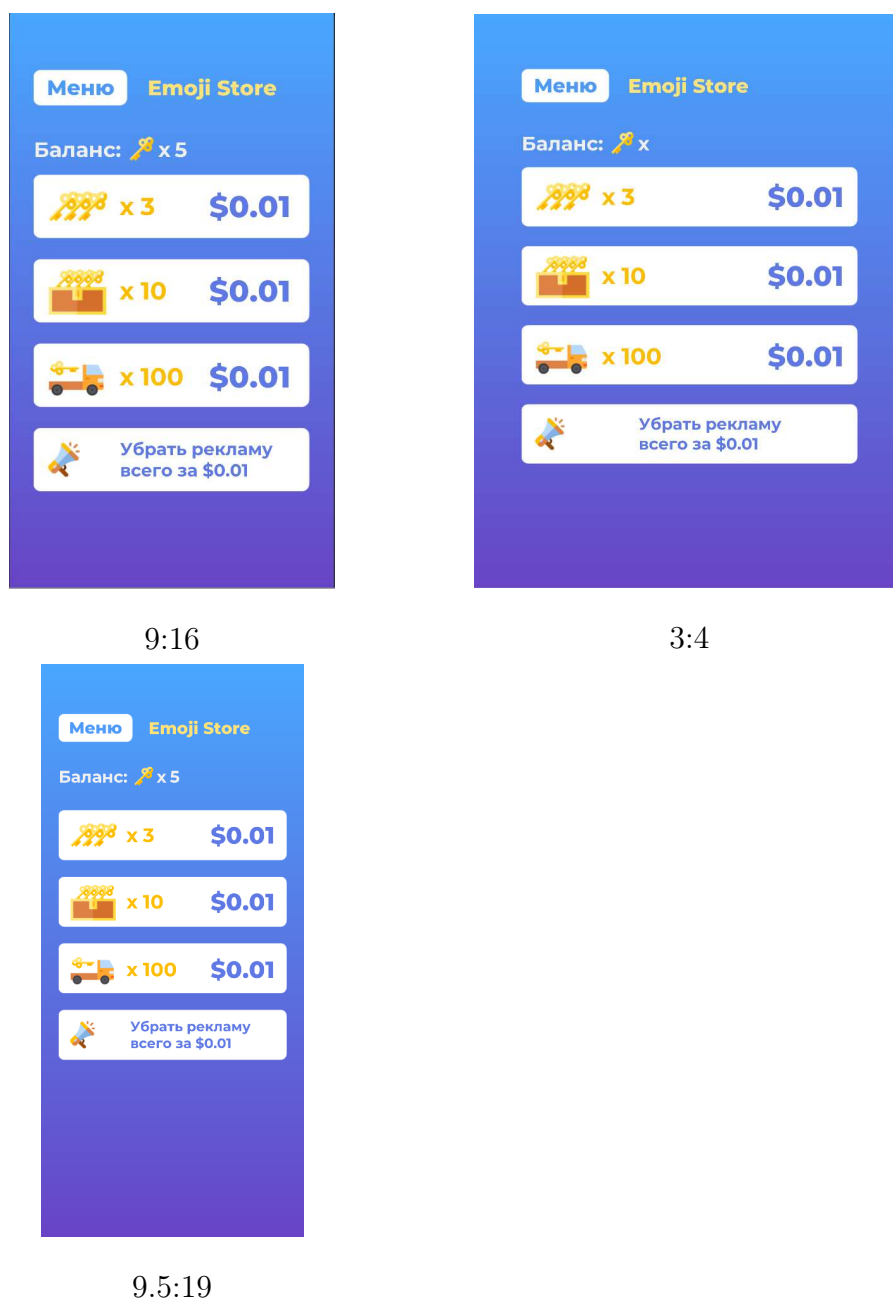 Меню Emoji Store
Баланс: x 5
x 3 $0.01
x 10 $0.01
x 100 $0.01
Убрать рекламу
всего за $0.01
9:16
Меню Emoji Store
Баланс: x
x 3 $0.01
x 10 $0.01
x 100 $0.01
Убрать рекламу
всего за $0.01
3:4
Меню Emoji Store
Баланс: x 5
x 3 $0.01
x 10 $0.01
x 100 $0.01
Убрать рекламу
всего за $0.01
9.5:19